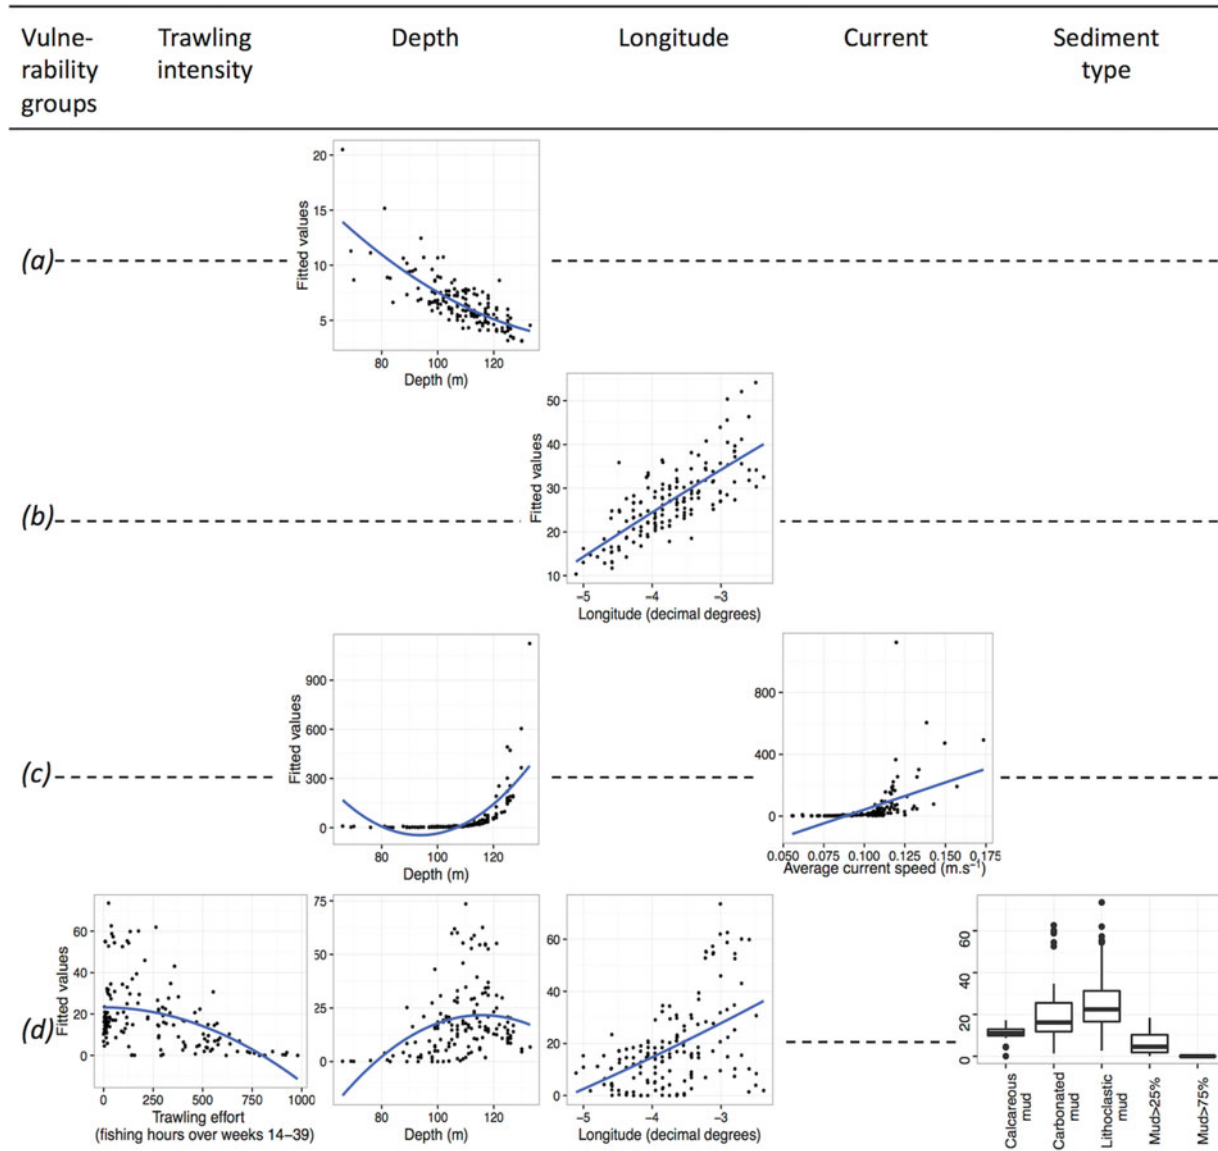 Vulne-
rability
groups
Trawling
intensity
Depth
Longitude
Current
Sediment
type
(a)
Fitted values
20
15
10
5
80 100 120
Depth (m)
(b)
Fitted values
50
40
30
20
10
−5 −4 −3
Longitude (decimal degrees)
(c)
Fitted values
900
600
300
0
80 100 120
Depth (m)
800
400
0
0.050 0.075 0.100 0.125 0.150 0.175
Average current speed (m.s⁻¹)
(d)
Fitted values
60
40
20
0
0 250 500 750 1000
Trawling effort
(fishing hours over weeks 14–39)
75
50
25
0
80 100 120
Depth (m)
60
40
20
0
−5 −4 −3
Longitude (decimal degrees)
60
40
20
0
Calcareous
mud
Carbonated
mud
Lithoclastic
mud
Mud>25%
Mud>75%